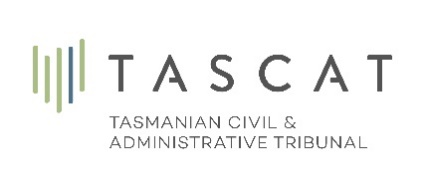 TASCAT
TASMANIAN CIVIL &
ADMINISTRATIVE TRIBUNAL